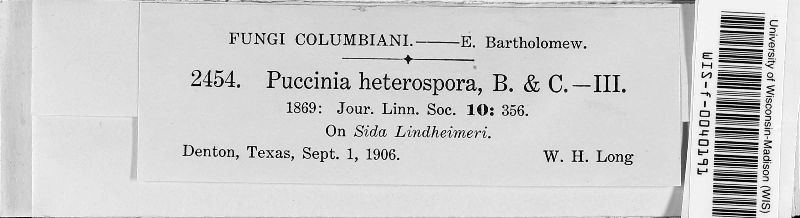 FUNGI COLUMBIANI.——E. Bartholomew.
2454. Puccinia heterospora, B. & C.—III.
1869: Jour. Linn. Soc. 10: 356.
On Sida Lindheimeri.
Denton, Texas, Sept. 1, 1906. W. H. Long
University of Wisconsin-Madison (WIS)
WIS-f-0040191